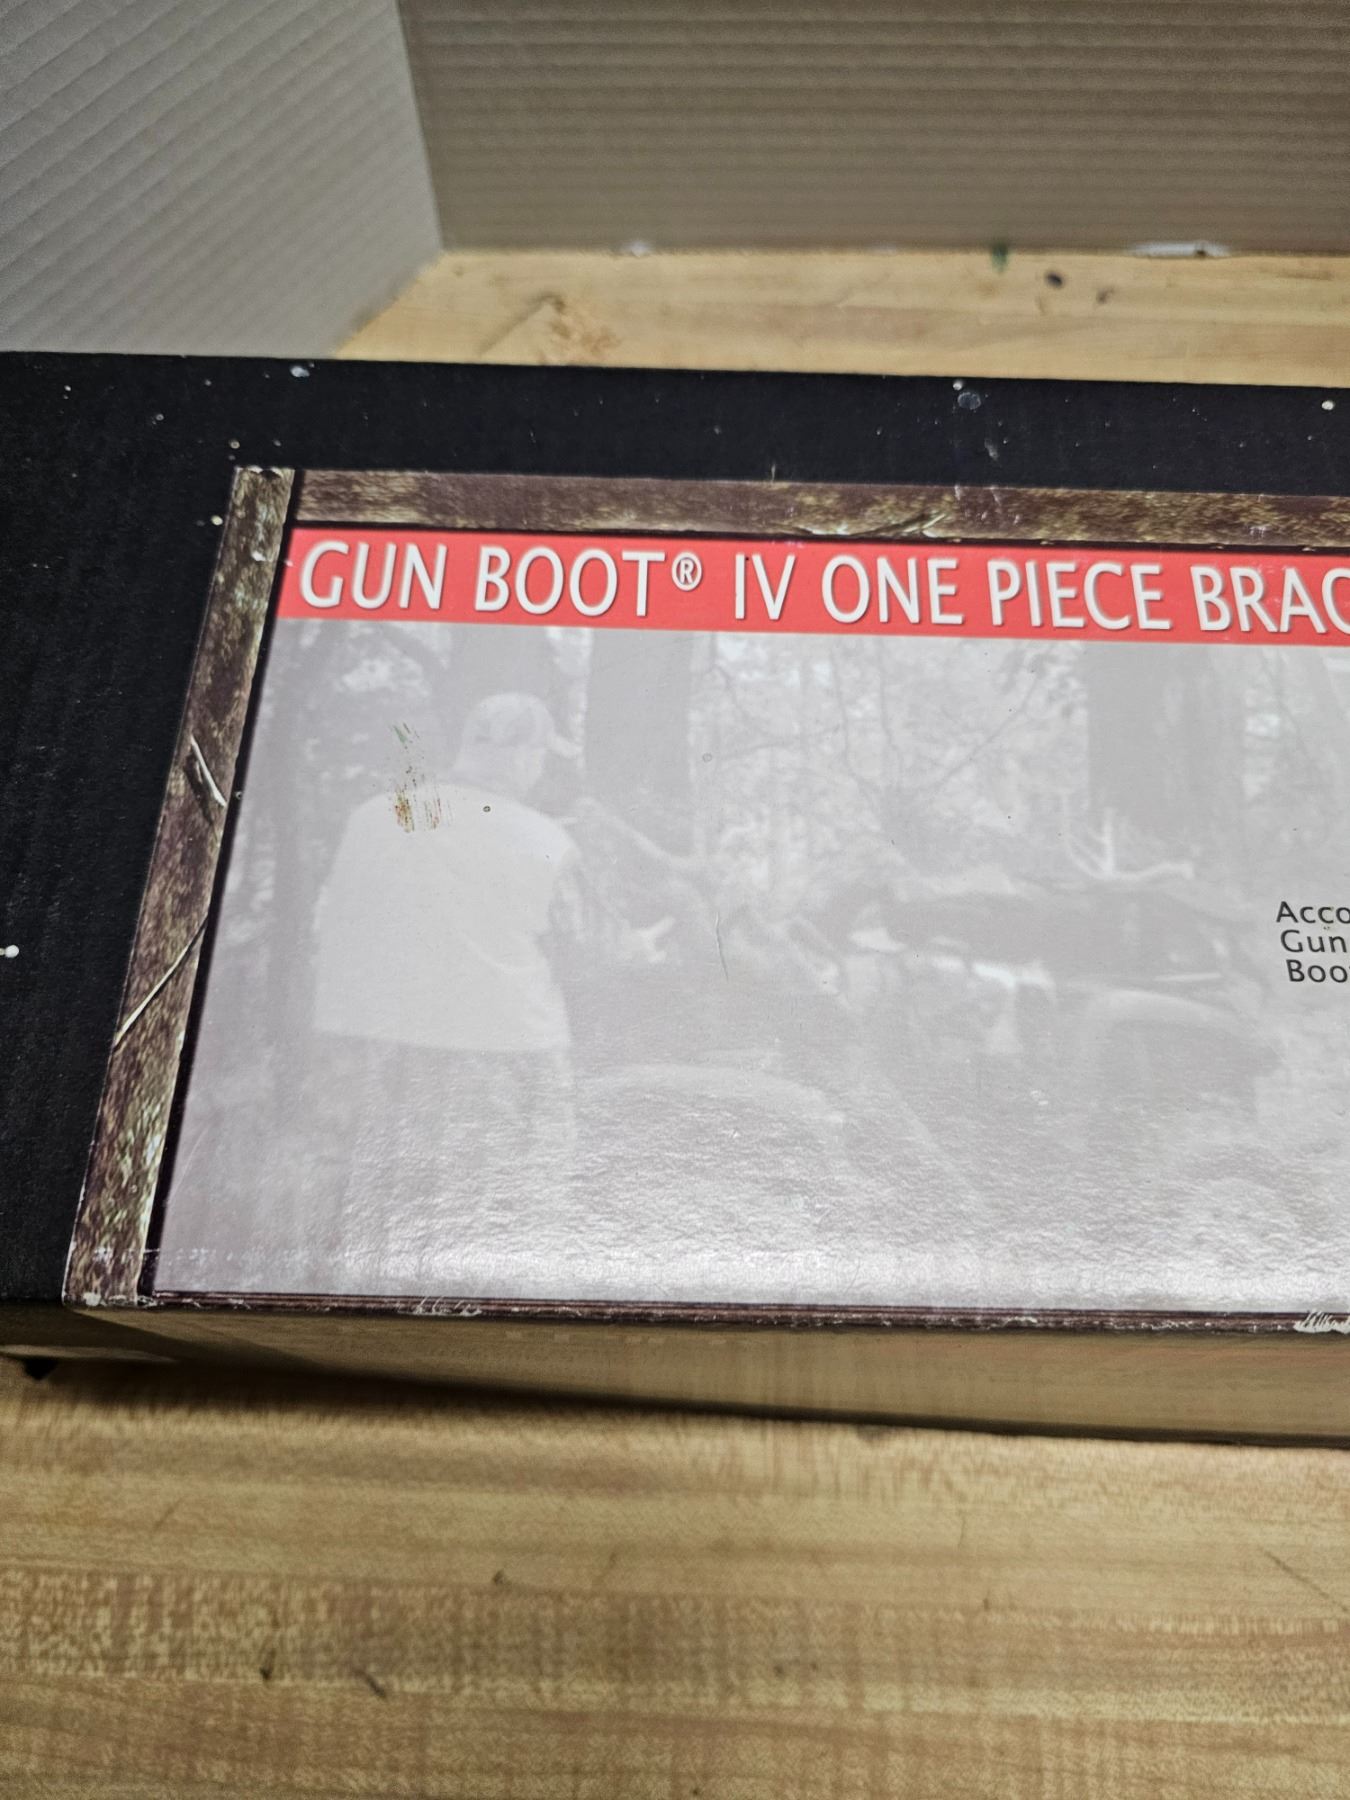 GUN BOOT® IV ONE PIECE BRAC
Acco
Gun
Boo